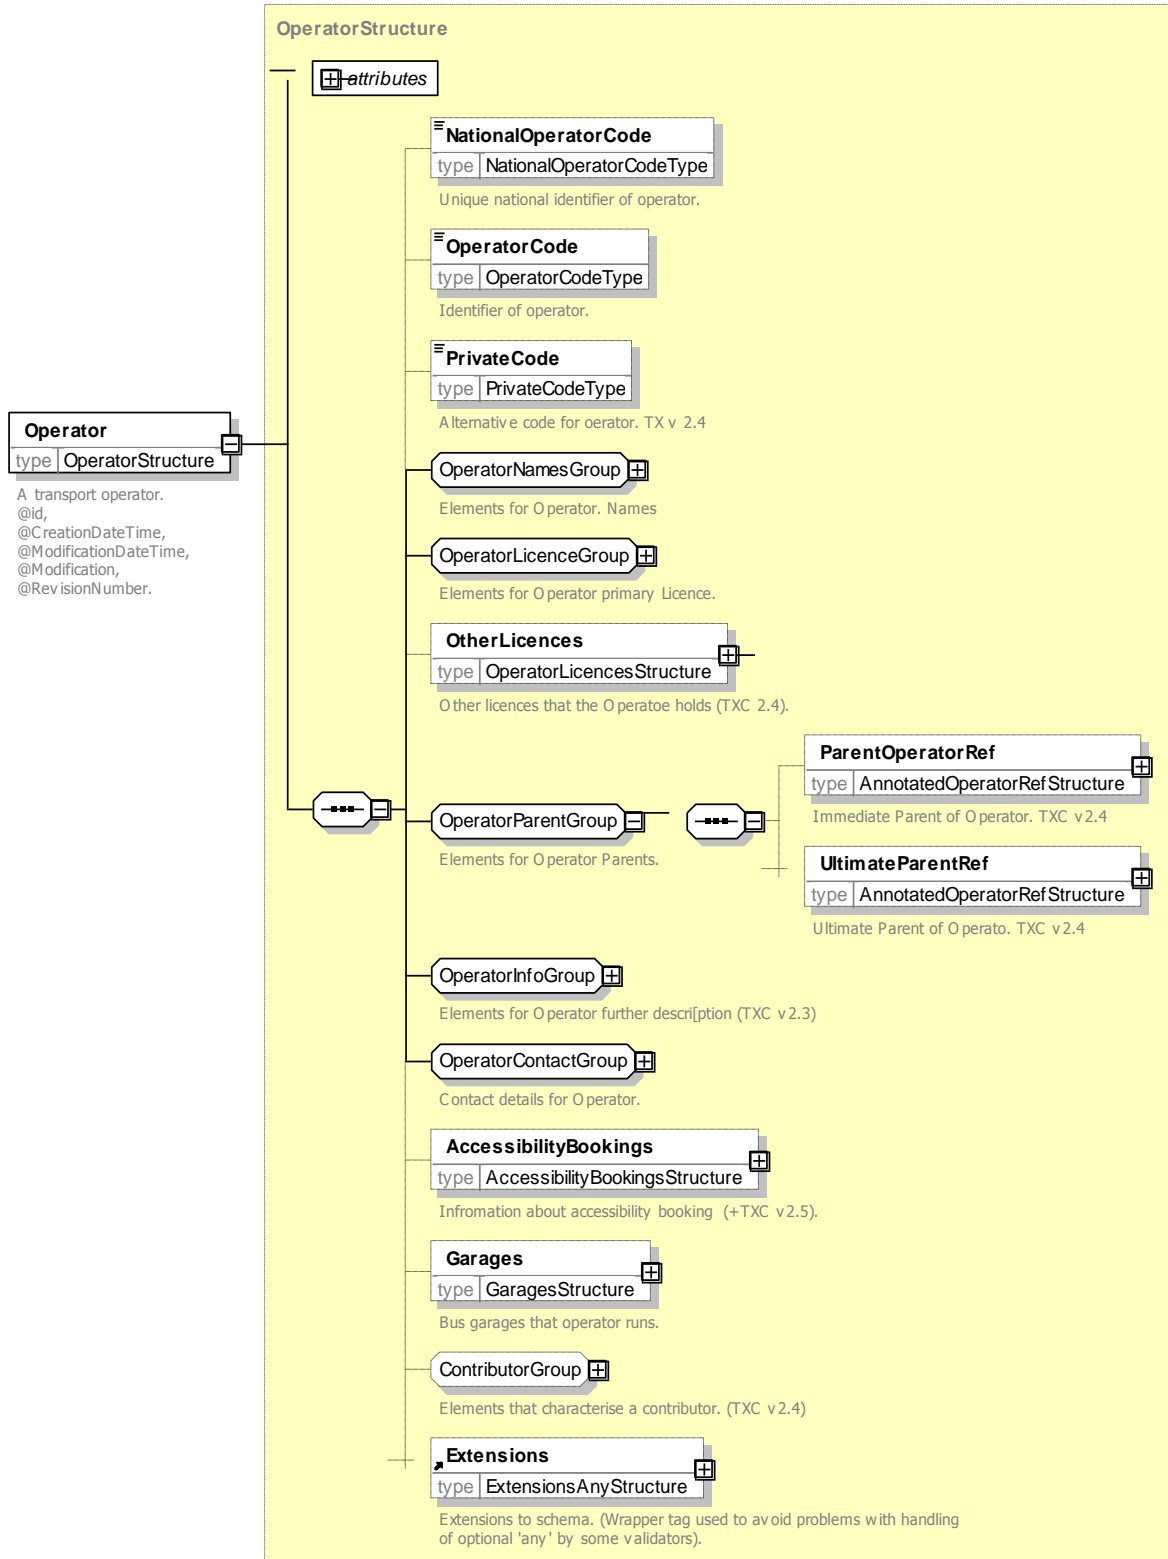 OperatorStructure
attributes
NationalOperatorCode
type NationalOperatorCodeType
Unique national identifier of operator.
OperatorCode
type OperatorCodeType
Identifier of operator.
PrivateCode
type PrivateCodeType
Alternative code for oerator. TX v 2.4
Operator
type OperatorStructure
A transport operator.
@id,
@CreationDateTime,
@ModificationDateTime,
@Modification,
@RevisionNumber.
OperatorNamesGroup
Elements for Operator. Names
OperatorLicenceGroup
Elements for Operator primary Licence.
OtherLicences
type OperatorLicencesStructure
Other licences that the Operatoe holds (TXC 2.4).
OperatorParentGroup
Elements for Operator Parents.
ParentOperatorRef
type AnnotatedOperatorRefStructure
Immediate Parent of Operator. TXC v2.4
UltimateParentRef
type AnnotatedOperatorRefStructure
Ultimate Parent of Operato. TXC v2.4
OperatorInfoGroup
Elements for Operator further descri[ption (TXC v2.3)
OperatorContactGroup
Contact details for Operator.
AccessibilityBookings
type AccessibilityBookingsStructure
Infromation about accessibility booking (+TXC v2.5).
Garages
type GaragesStructure
Bus garages that operator runs.
ContributorGroup
Elements that characterise a contributor. (TXC v2.4)
Extensions
type ExtensionsAnyStructure
Extensions to schema. (Wrapper tag used to avoid problems with handling
of optional 'any' by some validators).